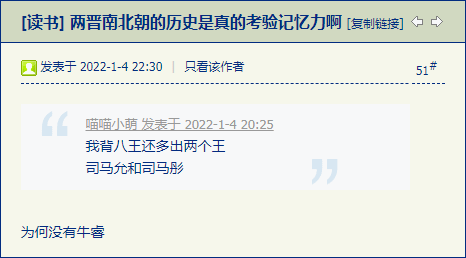 [读书] 两晋南北朝的历史是真的考验记忆力啊 [复制链接]
发表于 2022-1-4 22:30 | 只看该作者 51#
喵喵小萌 发表于 2022-1-4 20:25
我背八王还多出两个王
司马允和司马彤
为何没有牛睿